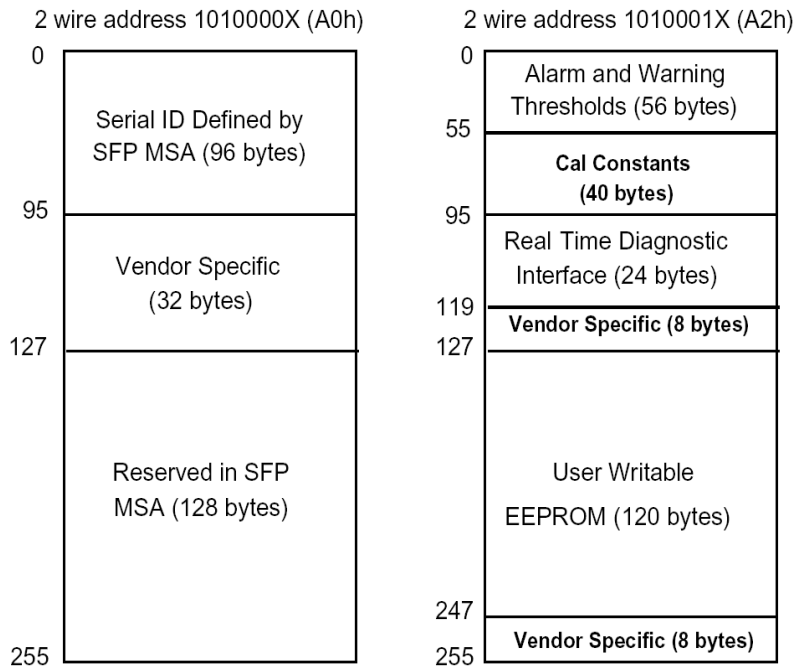 2 wire address 1010000X (A0h)
0
Serial ID Defined by
SFP MSA (96 bytes)
95
Vendor Specific
(32 bytes)
127
Reserved in SFP
MSA (128 bytes)
255
2 wire address 1010001X (A2h)
0
Alarm and Warning
Thresholds (56 bytes)
55
Cal Constants
(40 bytes)
95
Real Time Diagnostic
Interface (24 bytes)
119
Vendor Specific (8 bytes)
127
User Writable
EEPROM (120 bytes)
247
Vendor Specific (8 bytes)
255